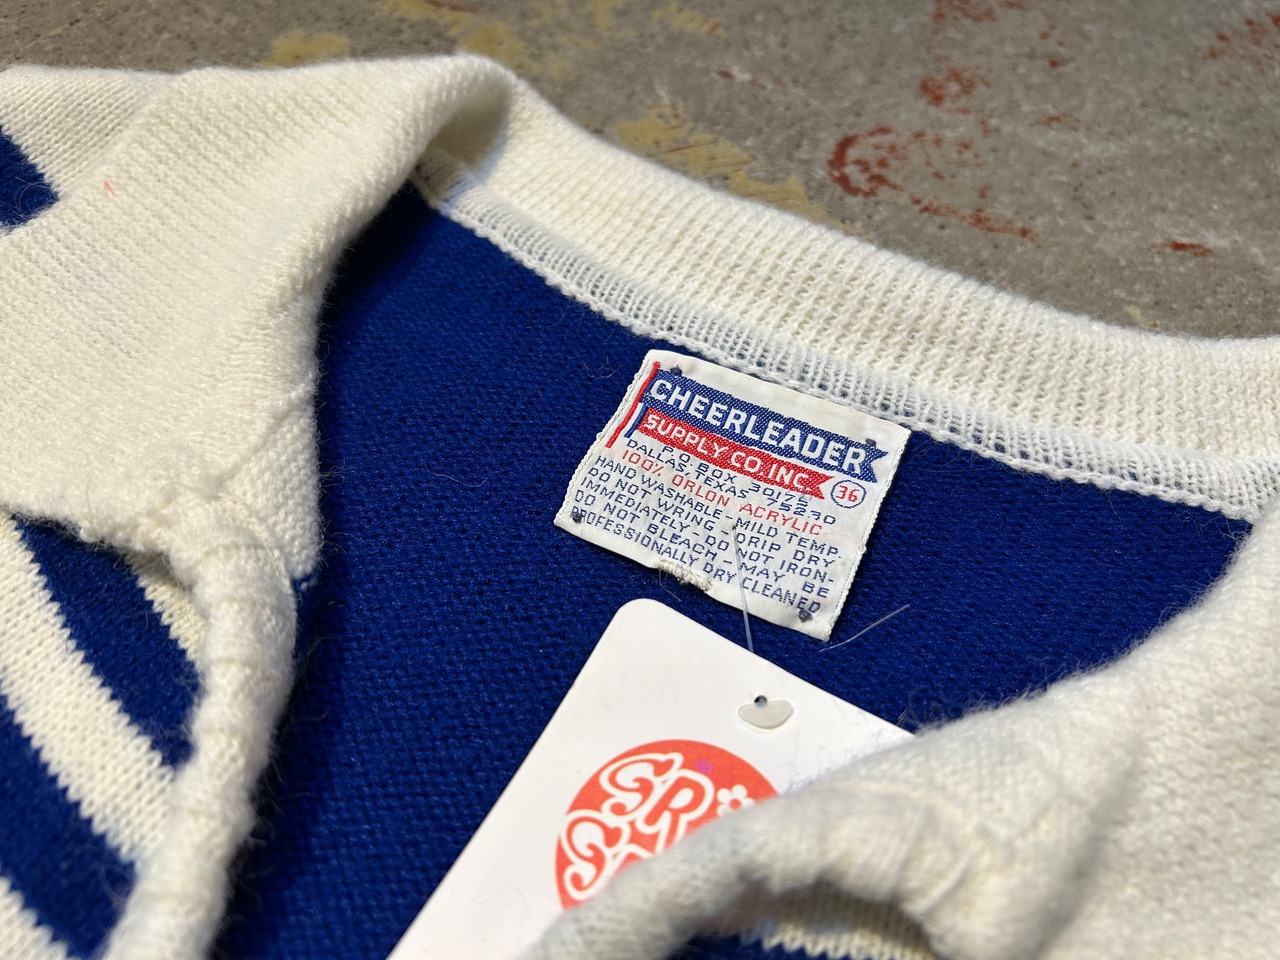 CHEERLEADER
SUPPLY CO. INC.
P.O. BOX 30175
DALLAS, TEXAS 75230
36
100% ORLON ACRYLIC
HAND WASHABLE - MILD TEMP.
DO NOT WRING - DRIP DRY
IMMEDIATELY - DO NOT IRON-
DO NOT BLEACH - MAY BE
PROFESSIONALLY DRY CLEANED
SR